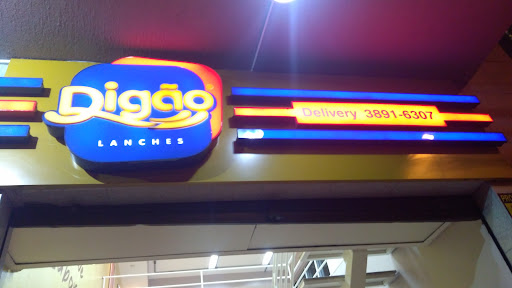 Digão
LANCHES
Delivery 3891-6307